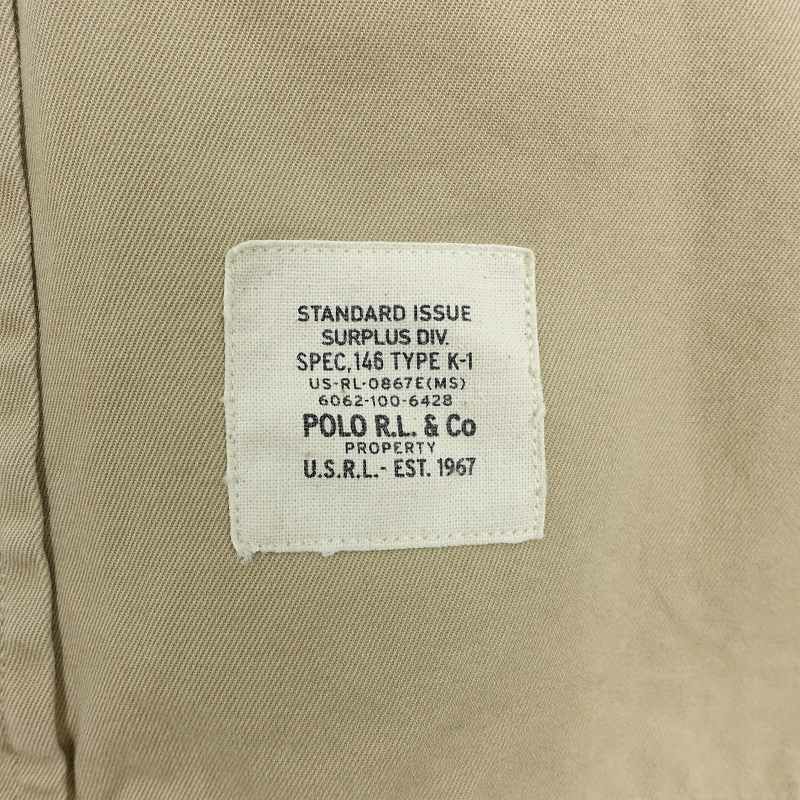 STANDARD ISSUE
SURPLUS DIV.
SPEC,146 TYPE K-1
US-RL-0867E(MS)
6062-100-6428
POLO R.L. & Co
PROPERTY
U.S.R.L.- EST. 1967